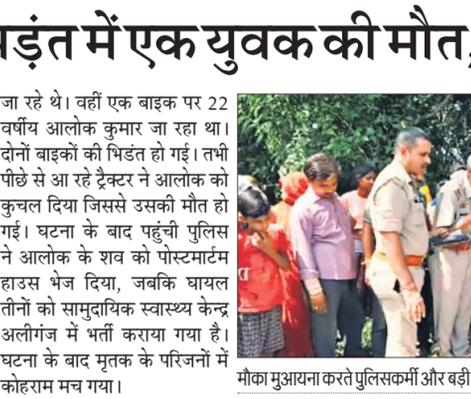 भिड़ंत में एक युवक की मौत,
जा रहे थे। वहीं एक बाइक पर 22
वर्षीय आलोक कुमार जा रहा था।
दोनों बाइकों की भिडंत हो गई। तभी
पीछे से आ रहे ट्रैक्टर ने आलोक को
कुचल दिया जिससे उसकी मौत हो
गई। घटना के बाद पहुंची पुलिस
ने आलोक के शव को पोस्टमार्टम
हाउस भेज दिया, जबकि घायल
तीनों को सामुदायिक स्वास्थ्य केन्द्र
अलीगंज में भर्ती कराया गया है।
घटना के बाद मृतक के परिजनों में
कोहराम मच गया।
मौका मुआयना करते पुलिसकर्मी और बड़ी